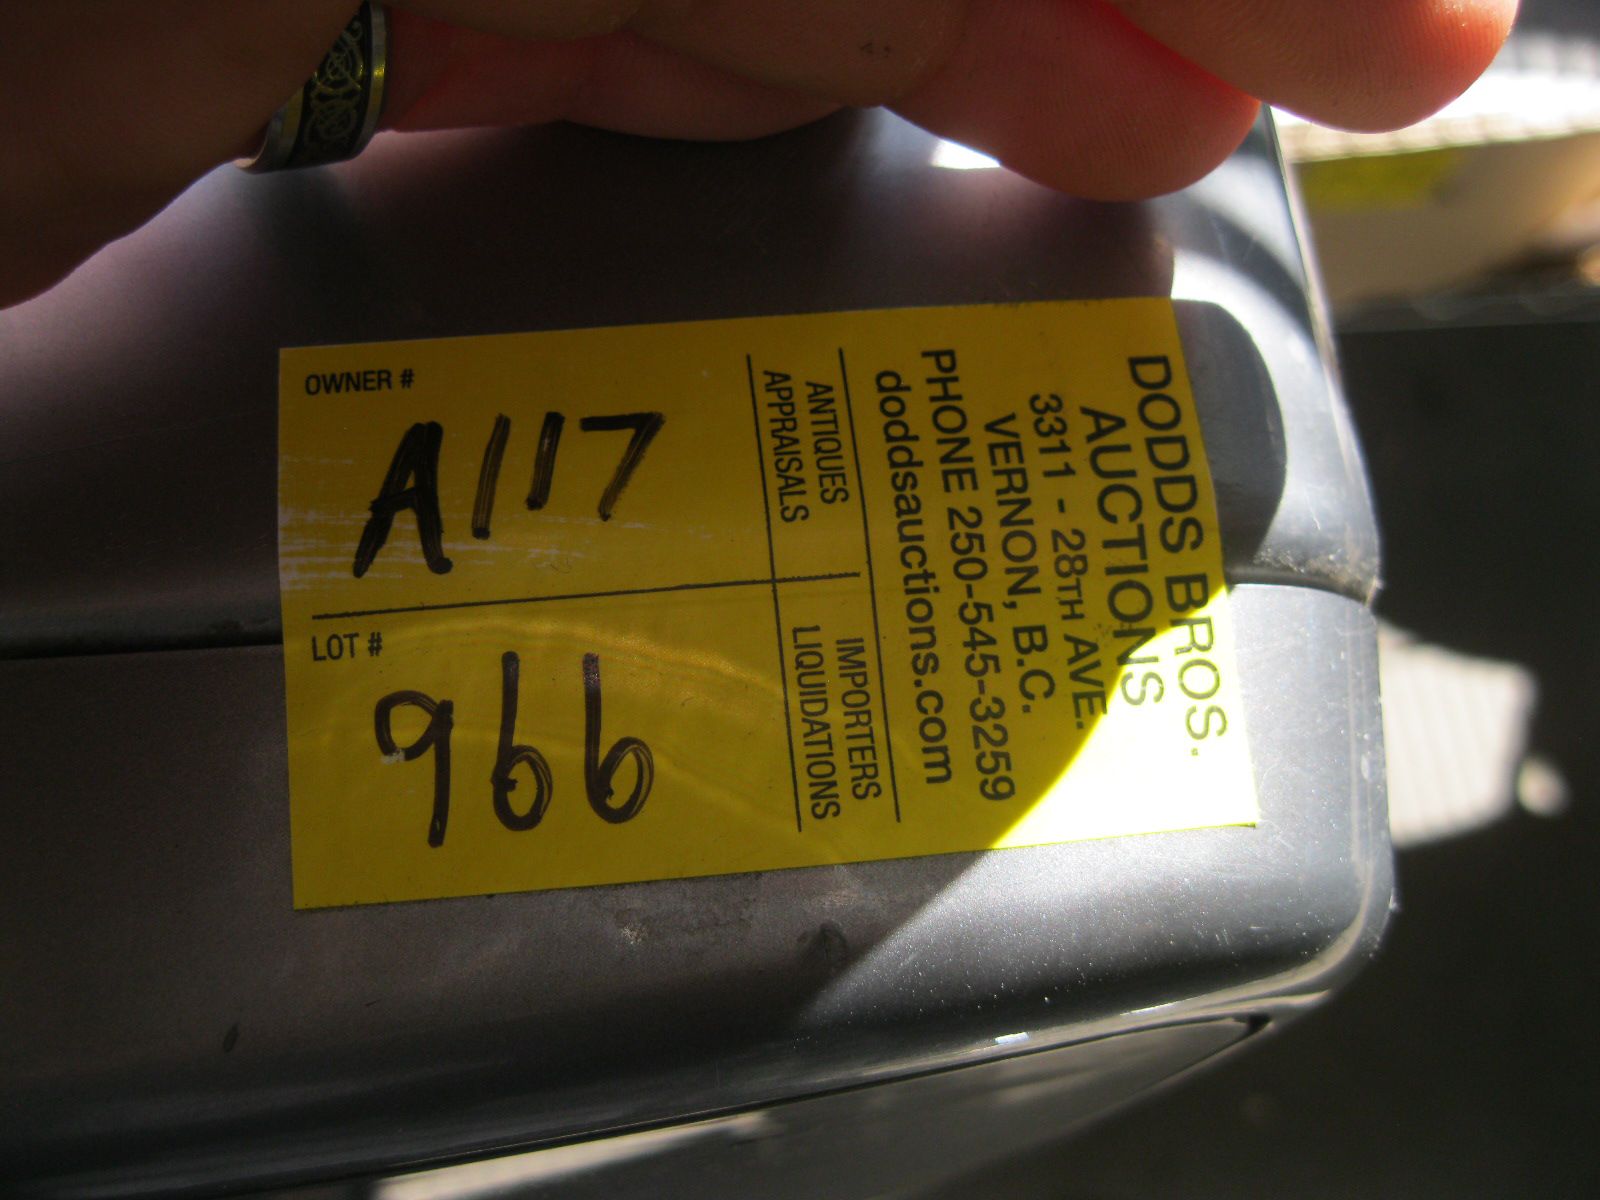 DODDS BROS.
AUCTIONS
3311 - 28TH AVE.
VERNON, B.C.
PHONE 250-545-3259
doddsauctions.com
ANTIQUES
APPRAISALS
IMPORTERS
LIQUIDATIONS
OWNER #
A117
LOT #
966